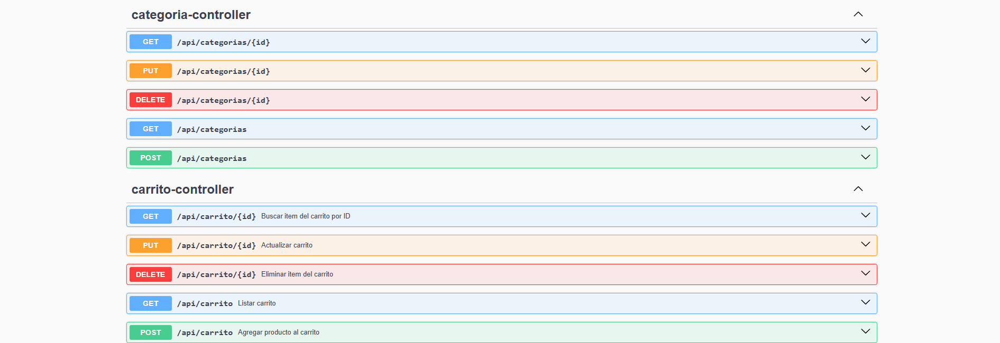 categoria-controller
GET /api/categorias/{id}
PUT /api/categorias/{id}
DELETE /api/categorias/{id}
GET /api/categorias
POST /api/categorias
carrito-controller
GET /api/carrito/{id} Buscar item del carrito por ID
PUT /api/carrito/{id} Actualizar carrito
DELETE /api/carrito/{id} Eliminar item del carrito
GET /api/carrito Listar carrito
POST /api/carrito Agregar producto al carrito